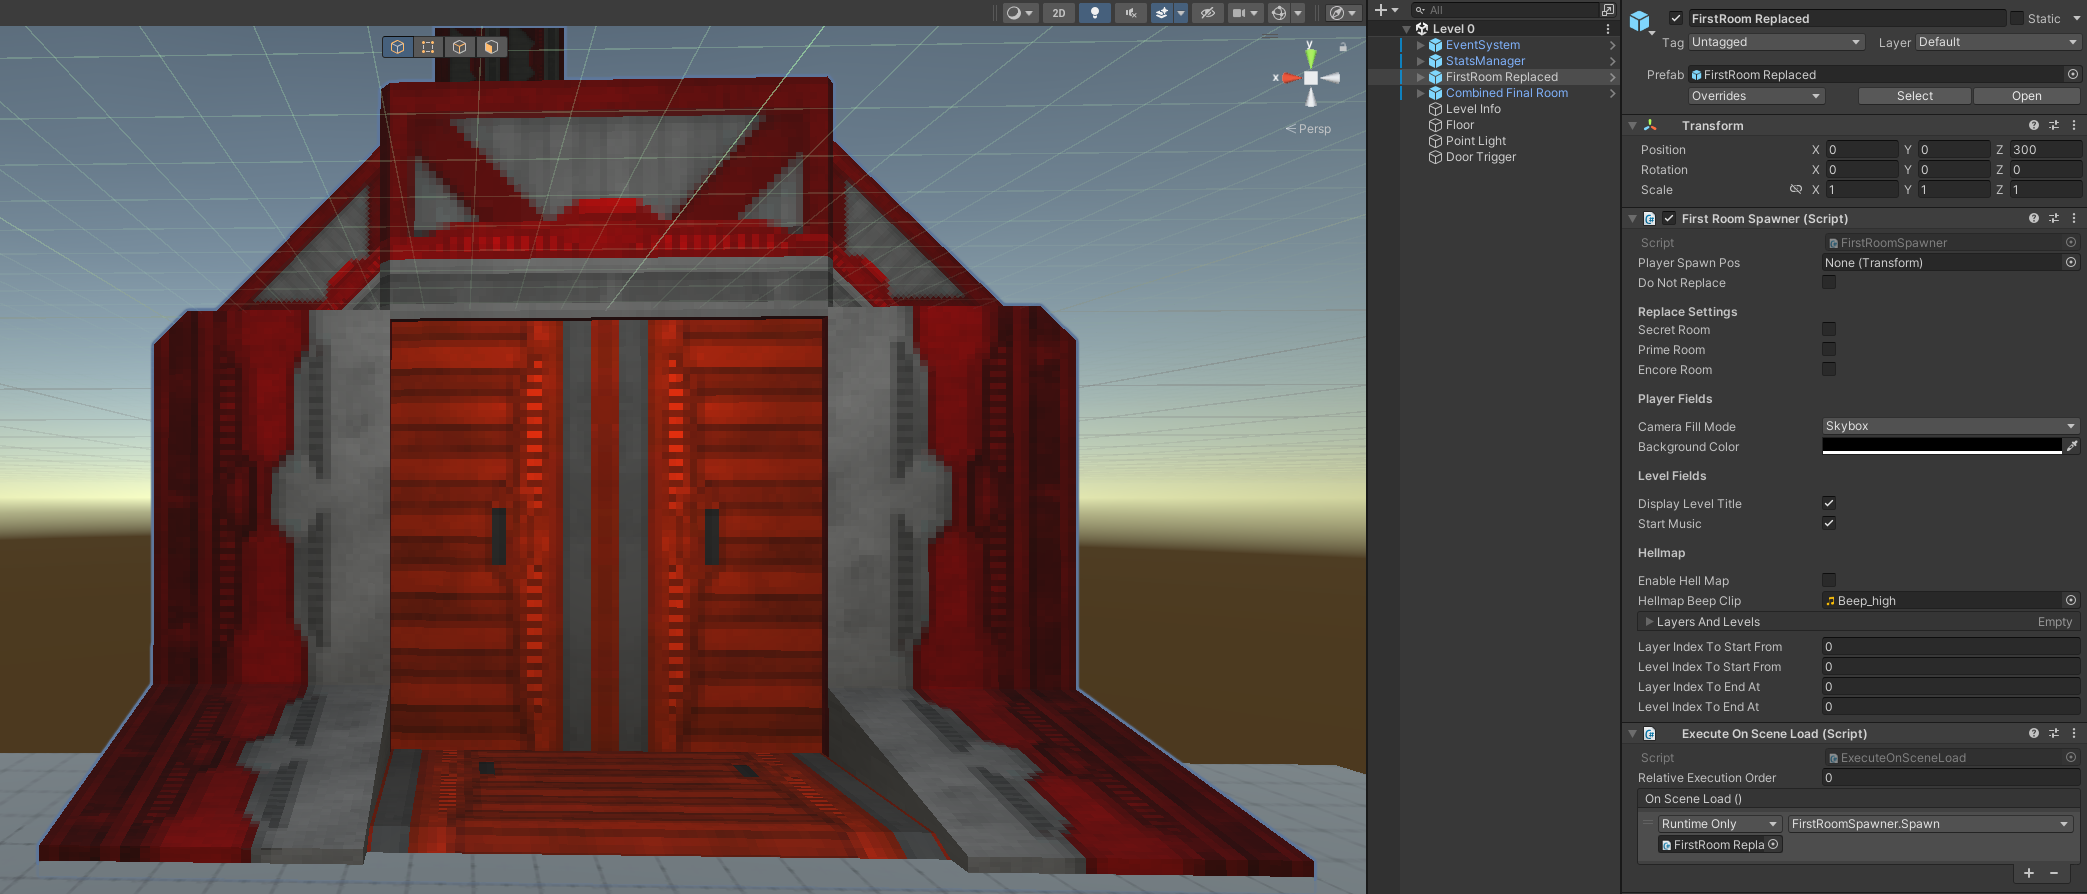 2D
y
x
Persp
All
Level 0
EventSystem
StatsManager
FirstRoom Replaced
Combined Final Room
Level Info
Floor
Point Light
Door Trigger
FirstRoom Replaced
Static
Tag Untagged Layer Default
Prefab FirstRoom Replaced
Overrides Select Open
Transform
Position X 0 Y 0 Z 300
Rotation X 0 Y 0 Z 0
Scale X 1 Y 1 Z 1
First Room Spawner (Script)
Script FirstRoomSpawner
Player Spawn Pos None (Transform)
Do Not Replace
Replace Settings
Secret Room
Prime Room
Encore Room
Player Fields
Camera Fill Mode Skybox
Background Color
Level Fields
Display Level Title
Start Music
Hellmap
Enable Hell Map
Hellmap Beep Clip Beep_high
Layers And Levels Empty
Layer Index To Start From 0
Level Index To Start From 0
Layer Index To End At 0
Level Index To End At 0
Execute On Scene Load (Script)
Script ExecuteOnSceneLoad
Relative Execution Order 0
On Scene Load ()
Runtime Only FirstRoomSpawner.Spawn
FirstRoom Repla